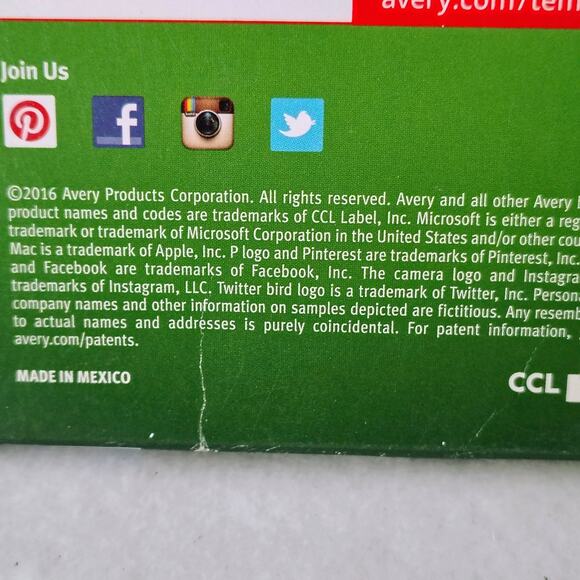 avery.com/tem
Join Us
©2016 Avery Products Corporation. All rights reserved. Avery and all other Avery
product names and codes are trademarks of CCL Label, Inc. Microsoft is either a reg
trademark or trademark of Microsoft Corporation in the United States and/or other cou
Mac is a trademark of Apple, Inc. P logo and Pinterest are trademarks of Pinterest, Inc.
and Facebook are trademarks of Facebook, Inc. The camera logo and Instagra
trademarks of Instagram, LLC. Twitter bird logo is a trademark of Twitter, Inc. Person
company names and other information on samples depicted are fictitious. Any resemb
to actual names and addresses is purely coincidental. For patent information,
avery.com/patents.
MADE IN MEXICO
CCL